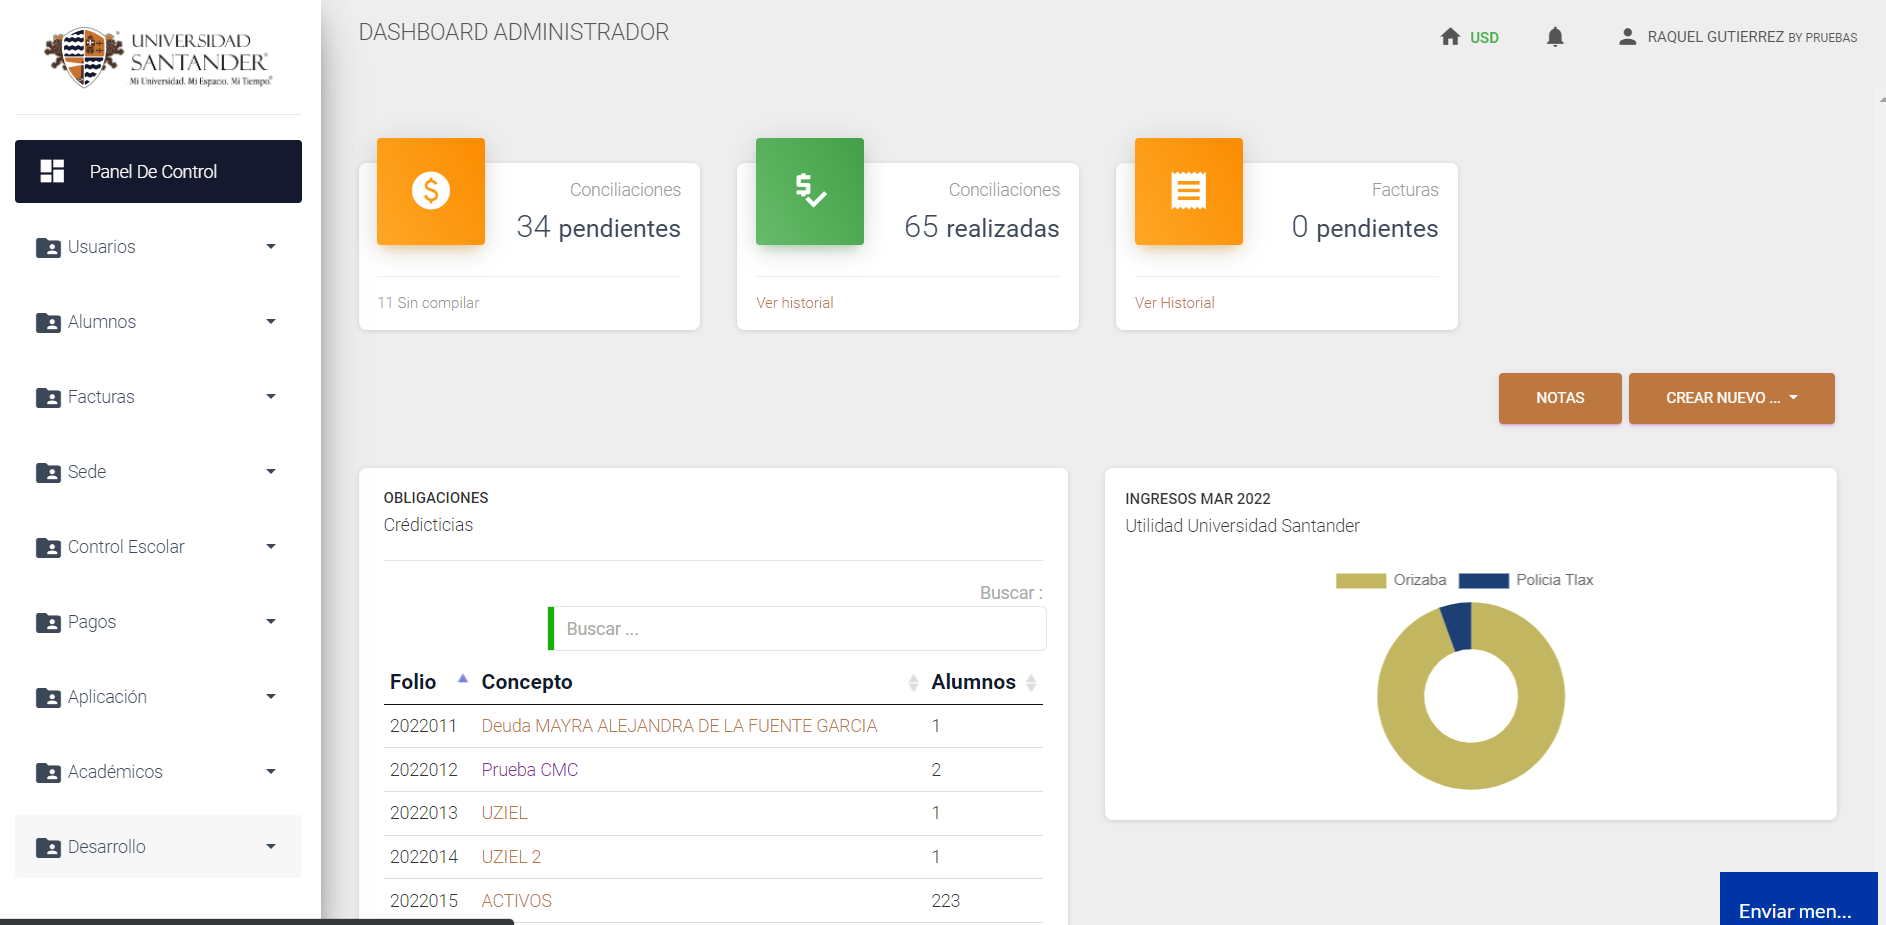 UNIVERSIDAD
SANTANDER
Mi Universidad. Mi Espacio. Mi Tiempo.
DASHBOARD ADMINISTRADOR
USD
RAQUEL GUTIERREZ BY PRUEBAS
Panel De Control
Usuarios
Alumnos
Facturas
Sede
Control Escolar
Pagos
Aplicación
Académicos
Desarrollo
Conciliaciones
34 pendientes
11 Sin compilar
Conciliaciones
65 realizadas
Ver historial
Facturas
0 pendientes
Ver Historial
NOTAS
CREAR NUEVO ...
OBLIGACIONES
Crédicticias
Buscar :
Buscar ...
Folio Concepto Alumnos
2022011 Deuda MAYRA ALEJANDRA DE LA FUENTE GARCIA 1
2022012 Prueba CMC 2
2022013 UZIEL 1
2022014 UZIEL 2 1
2022015 ACTIVOS 223
INGRESOS MAR 2022
Utilidad Universidad Santander
Orizaba Policia Tlax
Enviar men...